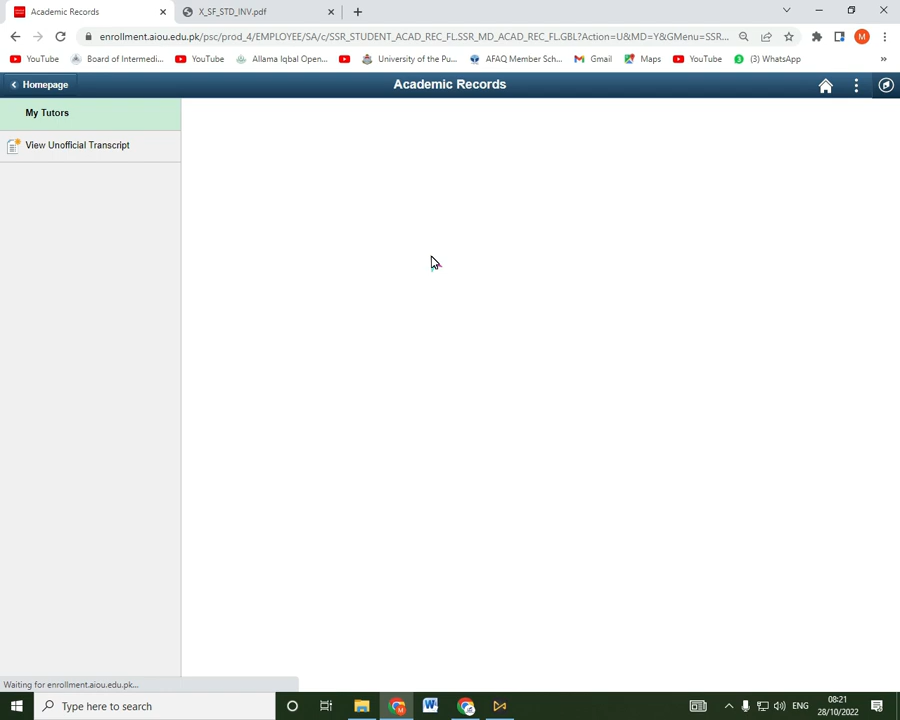 Academic Records
X_SF_STD_INV.pdf
enrollment.aiou.edu.pk/psc/prod_4/EMPLOYEE/SA/c/SSR_STUDENT_ACAD_REC_FL.SSR_MD_ACAD_REC_FL.GBL?Action=U&MD=Y&GMenu=SSR...
M
YouTube
Board of Intermedi...
YouTube
Allama Iqbal Open...
University of the Pu...
AFAQ Member Sch...
Gmail
Maps
YouTube
(3) WhatsApp
»
Homepage
Academic Records
My Tutors
View Unofficial Transcript
Waiting for enrollment.aiou.edu.pk...
Type here to search
ENG
08:21
28/10/2022